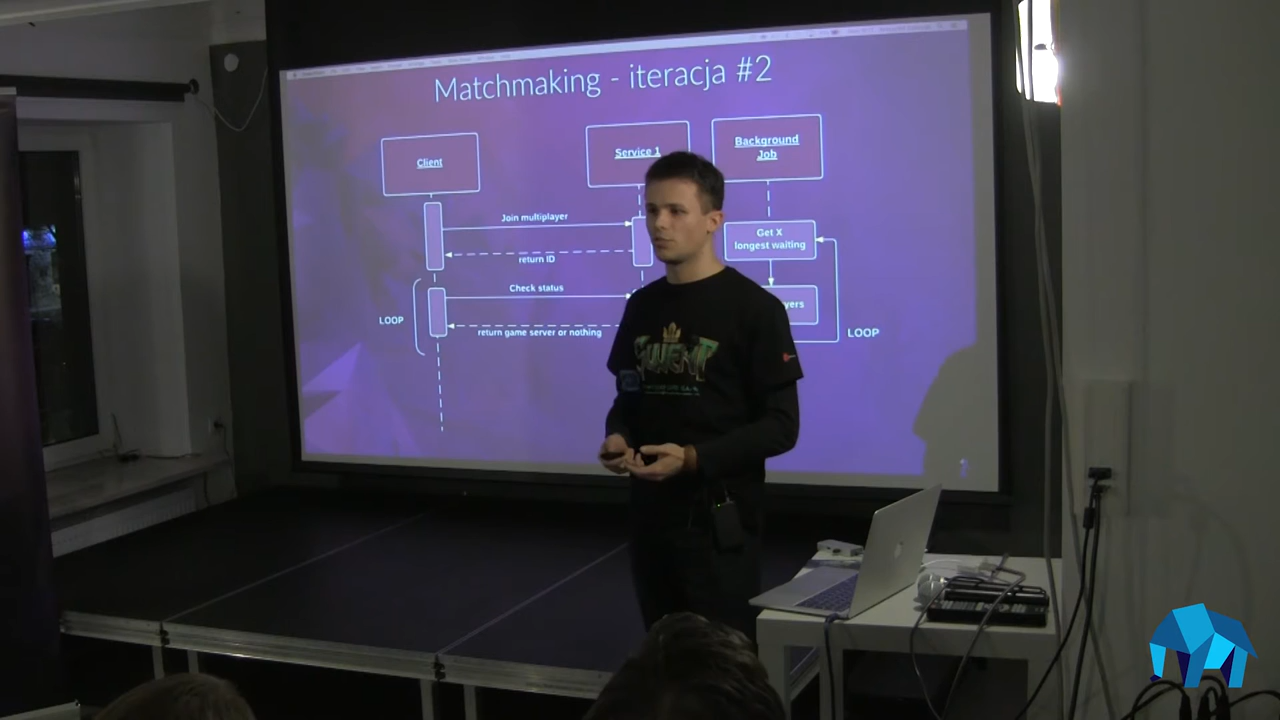 Matchmaking - iteracja #2
Client
Service 1
Background
Job
Join multiplayer
return ID
Get X
longest waiting
Check status
yers
LOOP
return game server or nothing
LOOP
GWENT